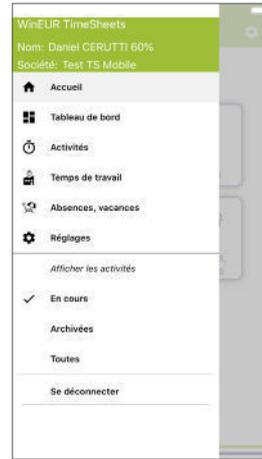 WinEUR TimeSheets
Nom: Daniel CERUTTI 60%
Société: Test TS Mobile
Accueil
Tableau de bord
Activités
Temps de travail
Absences, vacances
Réglages
Afficher les activités
En cours
Archivées
Toutes
Se déconnecter